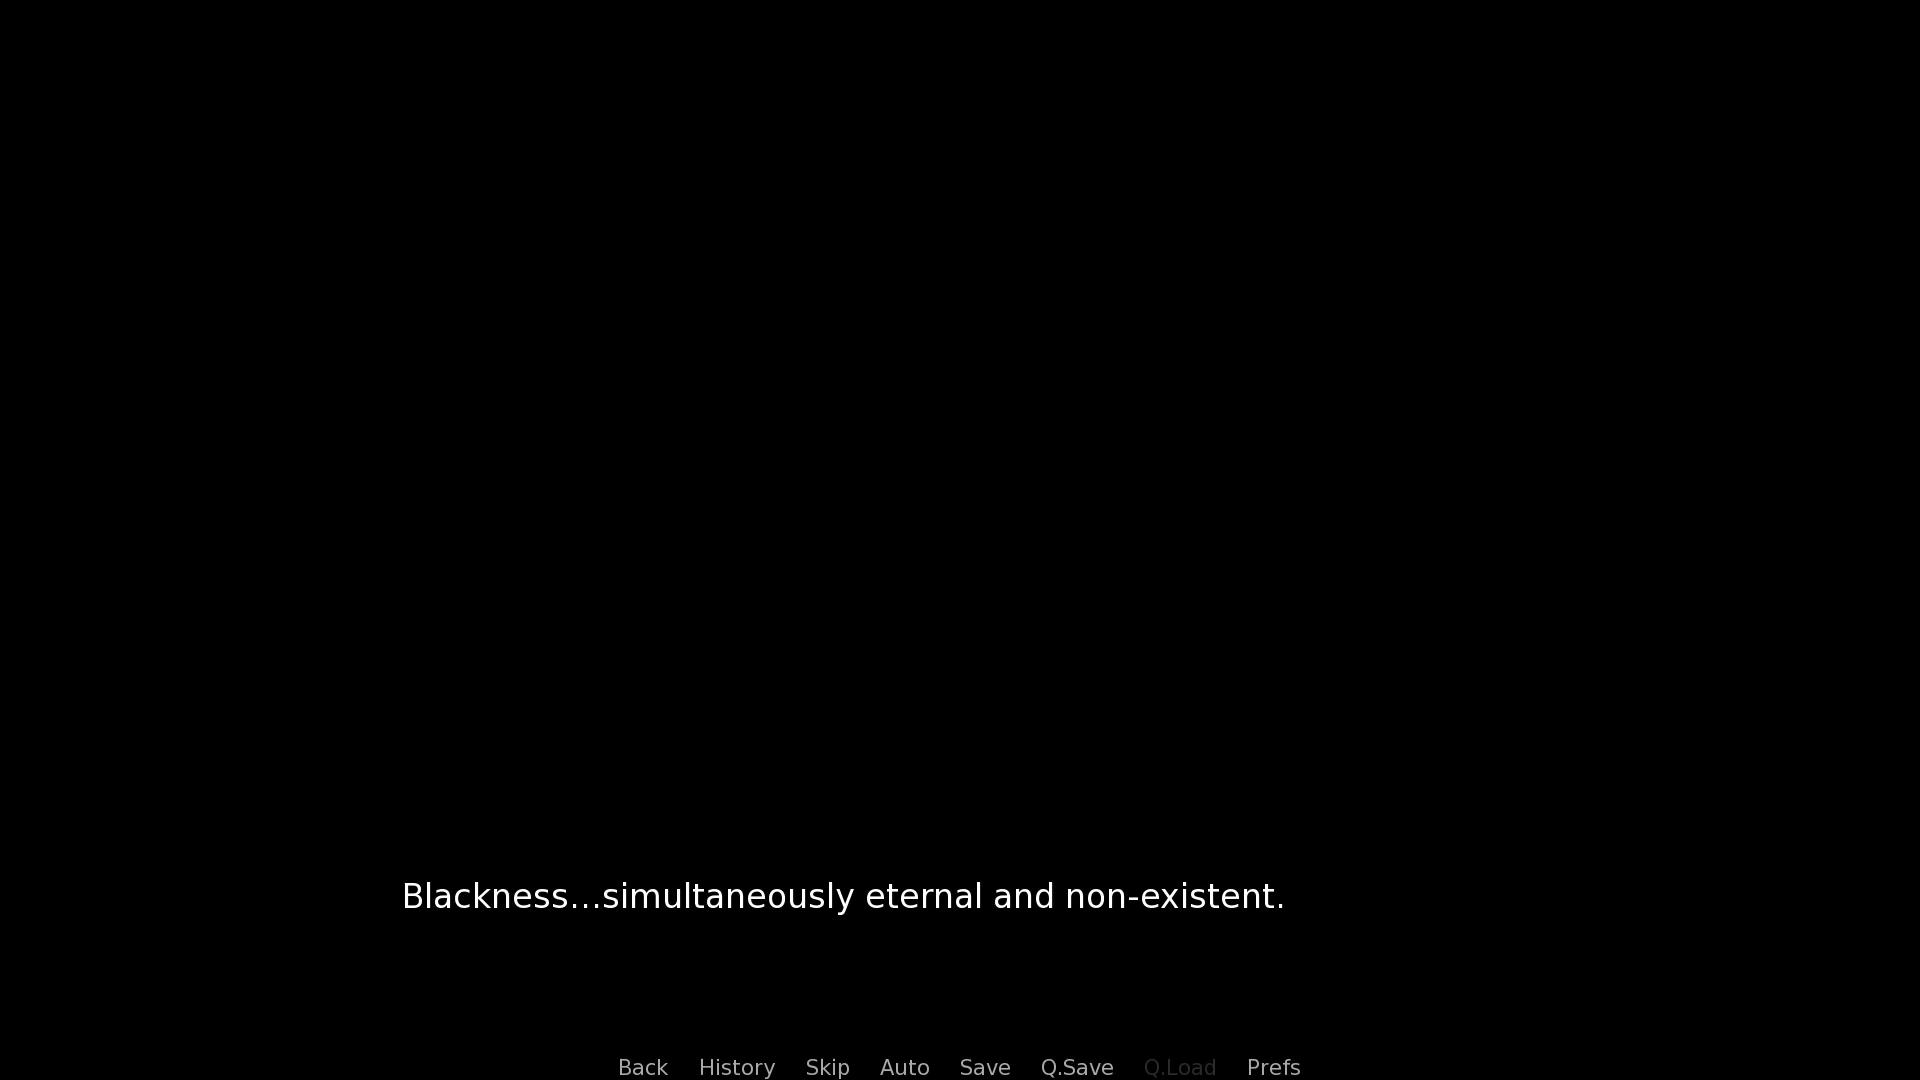 Blackness...simultaneously eternal and non-existent.
Back History Skip Auto Save Q.Save Q.Load Prefs